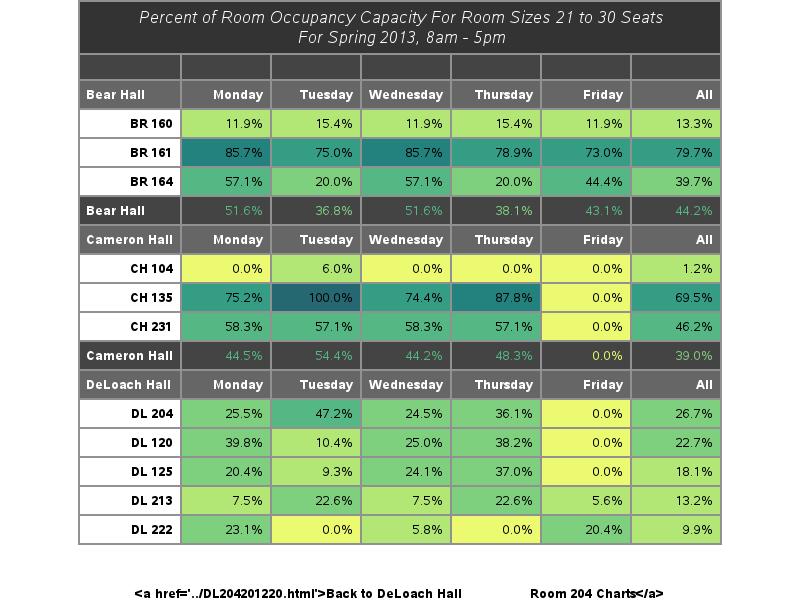 Percent of Room Occupancy Capacity For Room Sizes 21 to 30 Seats
For Spring 2013, 8am - 5pm
Bear Hall Monday Tuesday Wednesday Thursday Friday All
BR 160 11.9% 15.4% 11.9% 15.4% 11.9% 13.3%
BR 161 85.7% 75.0% 85.7% 78.9% 73.0% 79.7%
BR 164 57.1% 20.0% 57.1% 20.0% 44.4% 39.7%
Bear Hall 51.6% 36.8% 51.6% 38.1% 43.1% 44.2%
Cameron Hall Monday Tuesday Wednesday Thursday Friday All
CH 104 0.0% 6.0% 0.0% 0.0% 0.0% 1.2%
CH 135 75.2% 100.0% 74.4% 87.8% 0.0% 69.5%
CH 231 58.3% 57.1% 58.3% 57.1% 0.0% 46.2%
Cameron Hall 44.5% 54.4% 44.2% 48.3% 0.0% 39.0%
DeLoach Hall Monday Tuesday Wednesday Thursday Friday All
DL 204 25.5% 47.2% 24.5% 36.1% 0.0% 26.7%
DL 120 39.8% 10.4% 25.0% 38.2% 0.0% 22.7%
DL 125 20.4% 9.3% 24.1% 37.0% 0.0% 18.1%
DL 213 7.5% 22.6% 7.5% 22.6% 5.6% 13.2%
DL 222 23.1% 0.0% 5.8% 0.0% 20.4% 9.9%
<a href='../DL204201220.html'>Back to DeLoach Hall Room 204 Charts</a>